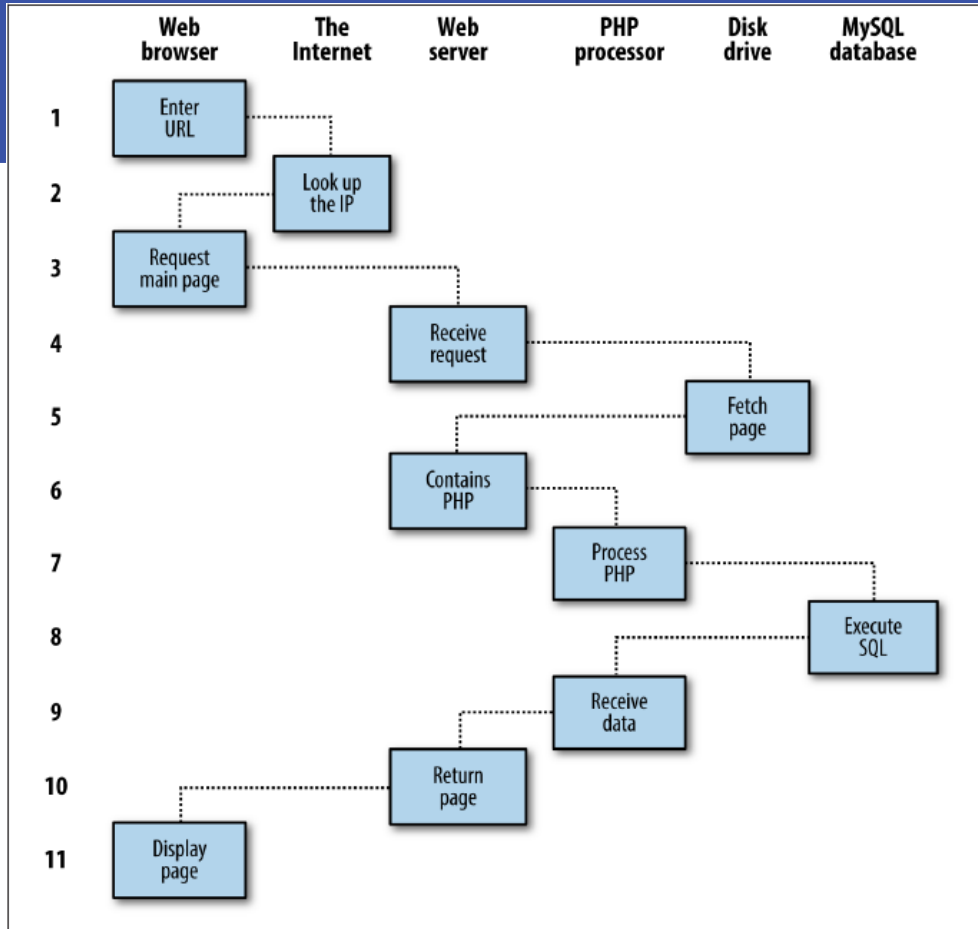 Web browser
The Internet
Web server
PHP processor
Disk drive
MySQL database
1
Enter
URL
2
Look up
the IP
3
Request
main page
4
Receive
request
5
Fetch
page
6
Contains
PHP
7
Process
PHP
8
Execute
SQL
9
Receive
data
10
Return
page
11
Display
page